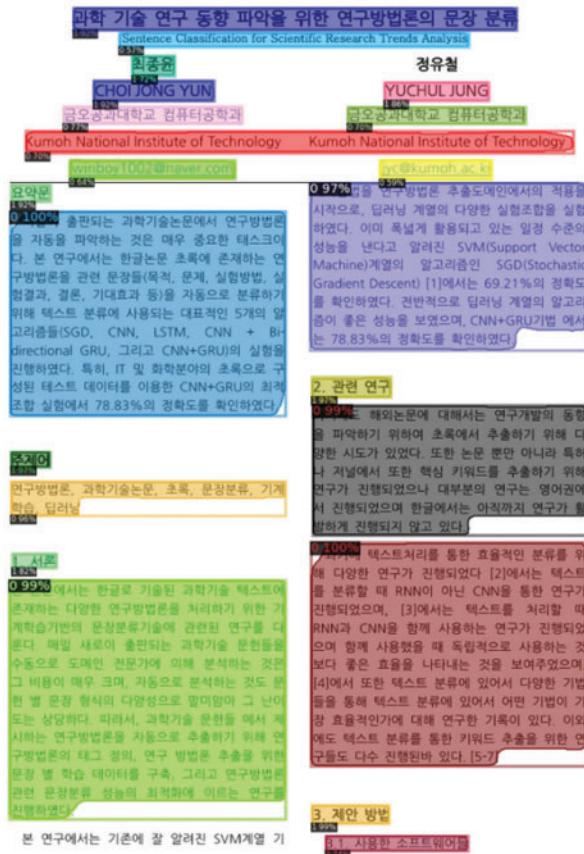 과학 기술 연구 동향 파악을 위한 연구방법론의 문장 분류
Sentence Classification for Scientific Research Trends Analysis
최종윤
정유철
CHOI JONG YUN
YUCHUL JUNG
금오공과대학교 컴퓨터공학과
금오공과대학교 컴퓨터공학과
Kumoh National Institute of Technology
Kumoh National Institute of Technology
winboy1002@naver.com
jyc@kumoh.ac.kr
요약문
0 100%
출판되는 과학기술논문에서 연구방법론
을 자동을 파악하는 것은 매우 중요한 태스크이
다. 본 연구에서는 한글논문 초록에 존재하는 연
구방법론을 관련 문장들(목적, 문제, 실험방법, 실
험결과, 결론, 기대효과 등)을 자동으로 분류하기
위해 텍스트 분류에 사용되는 대표적인 5개의 알
고리즘들(SGD, CNN, LSTM, CNN + Bi-
directional GRU, 그리고 CNN+GRU)의 실험을
진행하였다. 특히, IT 및 화학분야의 초록으로 구
성된 테스트 데이터를 이용한 CNN+GRU의 최적
조합 실험에서 78.83%의 정확도를 확인하였다.
주제어
연구방법론, 과학기술논문, 초록, 문장분류, 기계
학습, 딥러닝
1. 서론
0 99%
에서는 한글로 기술된 과학기술 텍스트에
존재하는 다양한 연구방법론을 처리하기 위한 기
계학습기반의 문장분류기술에 관련된 연구를 다
룬다. 매일 새로이 출판되는 과학기술 문헌들을
수동으로 도메인 전문가에 의해 분석하는 것은
그 비용이 매우 크며, 자동으로 분석하는 것도 문
헌 별 문장 형식의 다양성으로 말미암아 그 난이
도는 상당하다. 따라서, 과학기술 문헌들 에서 제
시하는 연구방법론을 자동으로 추출하기 위해 연
구방법론의 태그 정의, 연구 방법론 추출을 위한
문장 별 학습 데이터를 구축, 그리고 연구방법론
관련 문장분류 성능의 최적화에 이르는 연구를
진행하였다.
본 연구에서는 기존에 잘 알려진 SVM계열 기
0 97%
법을 연구방법론 추출도메인에서의 적용을
시작으로, 딥러닝 계열의 다양한 실험조합을 실험
하였다. 이미 폭넓게 활용되고 있는 일정 수준의
성능을 낸다고 알려진 SVM(Support Vector
Machine)계열의 알고리즘인 SGD(Stochastic
Gradient Descent) [1]에서는 69.21%의 정확도
를 확인하였다. 전반적으로 딥러닝 계열의 알고리
즘이 좋은 성능을 보였으며, CNN+GRU기법 에서
는 78.83%의 정확도를 확인하였다.
2. 관련 연구
0 99%
도 해외논문에 대해서는 연구개발의 동향
을 파악하기 위하여 초록에서 추출하기 위해 다
양한 시도가 있었다. 또한 논문 뿐만 아니라 특허
나 저널에서 또한 핵심 키워드를 추출하기 위해
연구가 진행되었으나 대부분의 연구는 영어권에
서 진행되었으며 한글에서는 아직까지 연구가 활
발하게 진행되지 않고 있다.
0 100%
과거에 텍스트처리를 통한 효율적인 분류를 위
해 다양한 연구가 진행되었다 [2]에서는 텍스트
를 분류할 때 RNN이 아닌 CNN을 통한 연구가
진행되었으며, [3]에서는 텍스트를 처리할 때
RNN과 CNN을 함께 사용하는 연구가 진행되었
으며 함께 사용했을 때 독립적으로 사용하는 것
보다 좋은 효율을 나타내는 것을 보여주었으며
[4]에서 또한 텍스트 분류에 있어서 다양한 기법
들을 통해 텍스트 분류에 있어서 어떤 기법이 가
장 효율적인가에 대해 연구한 기록이 있다. 이외
에도 텍스트 분류를 통한 키워드 추출을 위한 연
구들도 다수 진행된바 있다. [5-7]
3. 제안 방법
3.1. 사용한 소프트웨어들